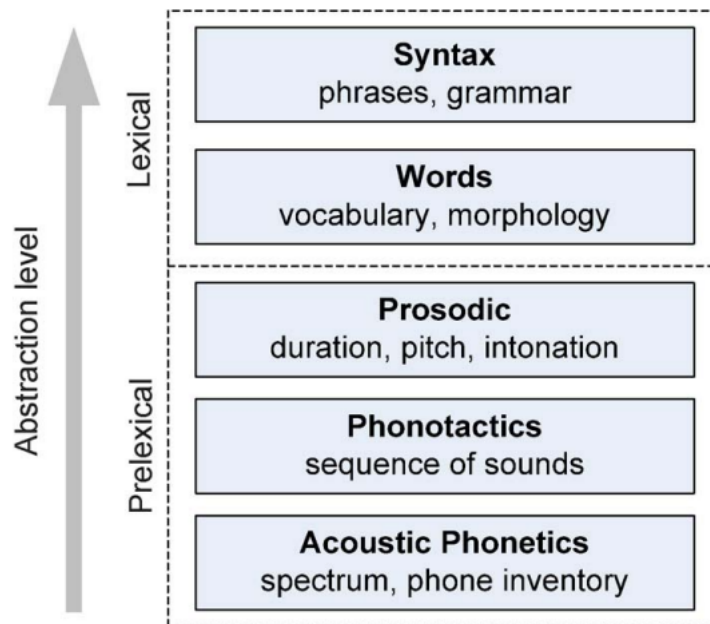 Syntax
phrases, grammar
Words
vocabulary, morphology
Lexical
Prosodic
duration, pitch, intonation
Phonotactics
sequence of sounds
Acoustic Phonetics
spectrum, phone inventory
Prelexical
Abstraction level